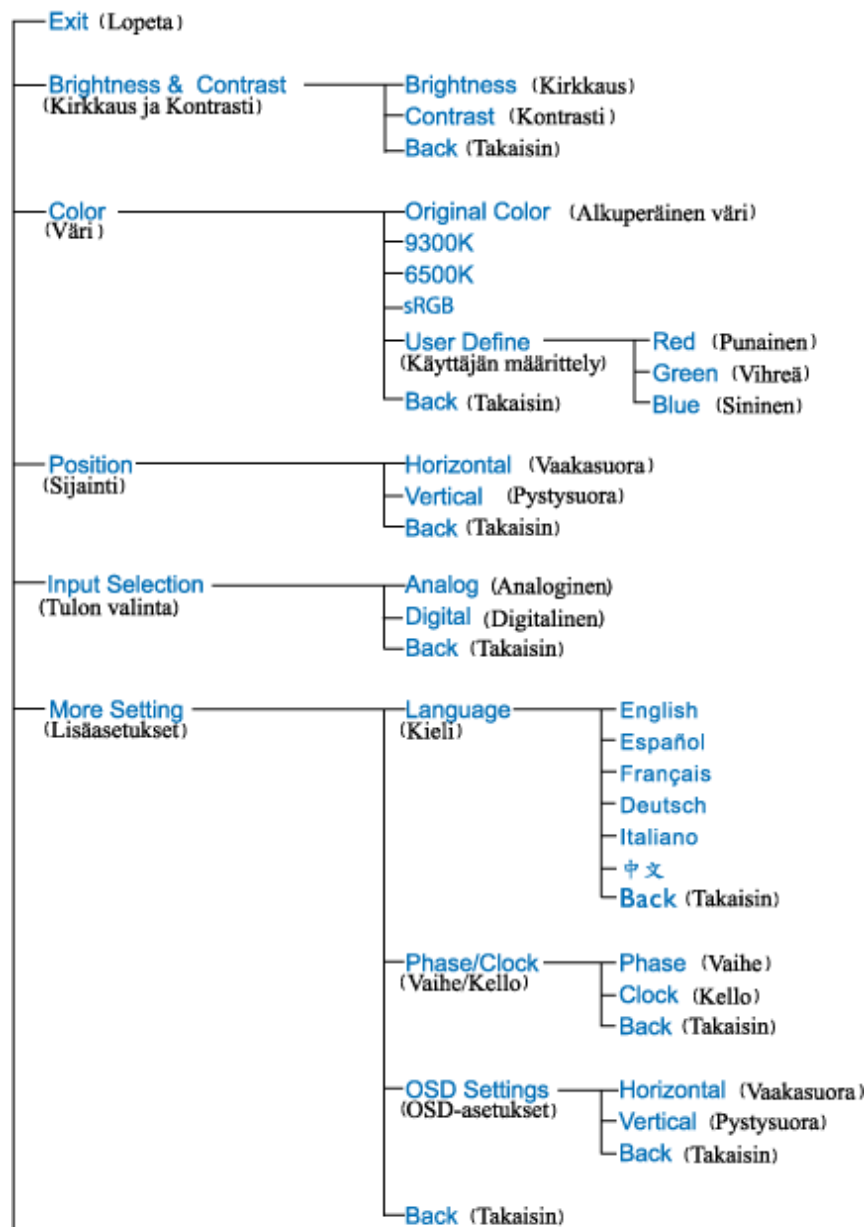 Exit (Lopeta)
Brightness & Contrast
(Kirkkaus ja Kontrasti)
Brightness (Kirkkaus)
Contrast (Kontrasti)
Back (Takaisin)
Color
(Väri)
Original Color (Alkuperäinen väri)
9300K
6500K
sRGB
User Define
(Käyttäjän määrittely)
Red (Punainen)
Green (Vihreä)
Blue (Sininen)
Back (Takaisin)
Position
(Sijainti)
Horizontal (Vaakasuora)
Vertical (Pystysuora)
Back (Takaisin)
Input Selection
(Tulon valinta)
Analog (Analoginen)
Digital (Digitalinen)
Back (Takaisin)
More Setting
(Lisäasetukset)
Language
(Kieli)
English
Español
Français
Deutsch
Italiano
中文
Back (Takaisin)
Phase/Clock
(Vaihe/Kello)
Phase (Vaihe)
Clock (Kello)
Back (Takaisin)
OSD Settings
(OSD-asetukset)
Horizontal (Vaakasuora)
Vertical (Pystysuora)
Back (Takaisin)
Back (Takaisin)